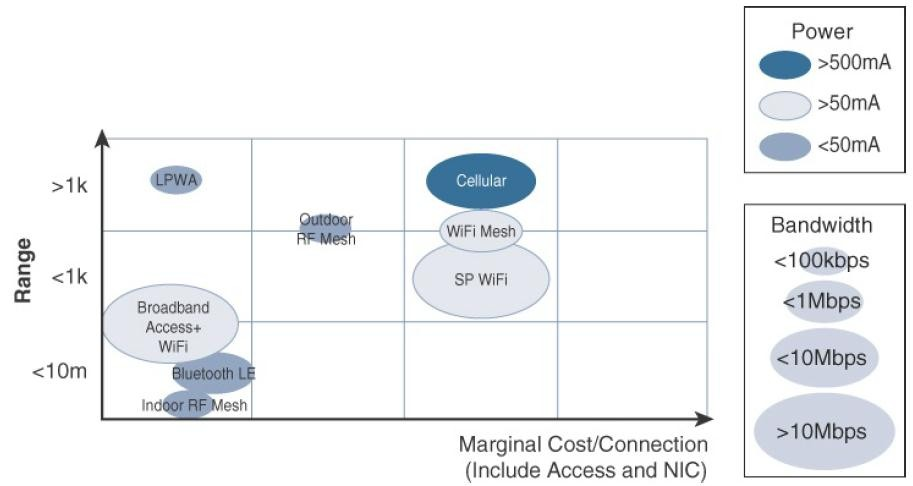 Power
>500mA
>50mA
<50mA
Range
>1k
<1k
<10m
LPWA
Outdoor
RF Mesh
Cellular
WiFi Mesh
SP WiFi
Broadband
Access+
WiFi
Bluetooth LE
Indoor RF Mesh
Marginal Cost/Connection
(Include Access and NIC)
Bandwidth
<100kbps
<1Mbps
<10Mbps
>10Mbps